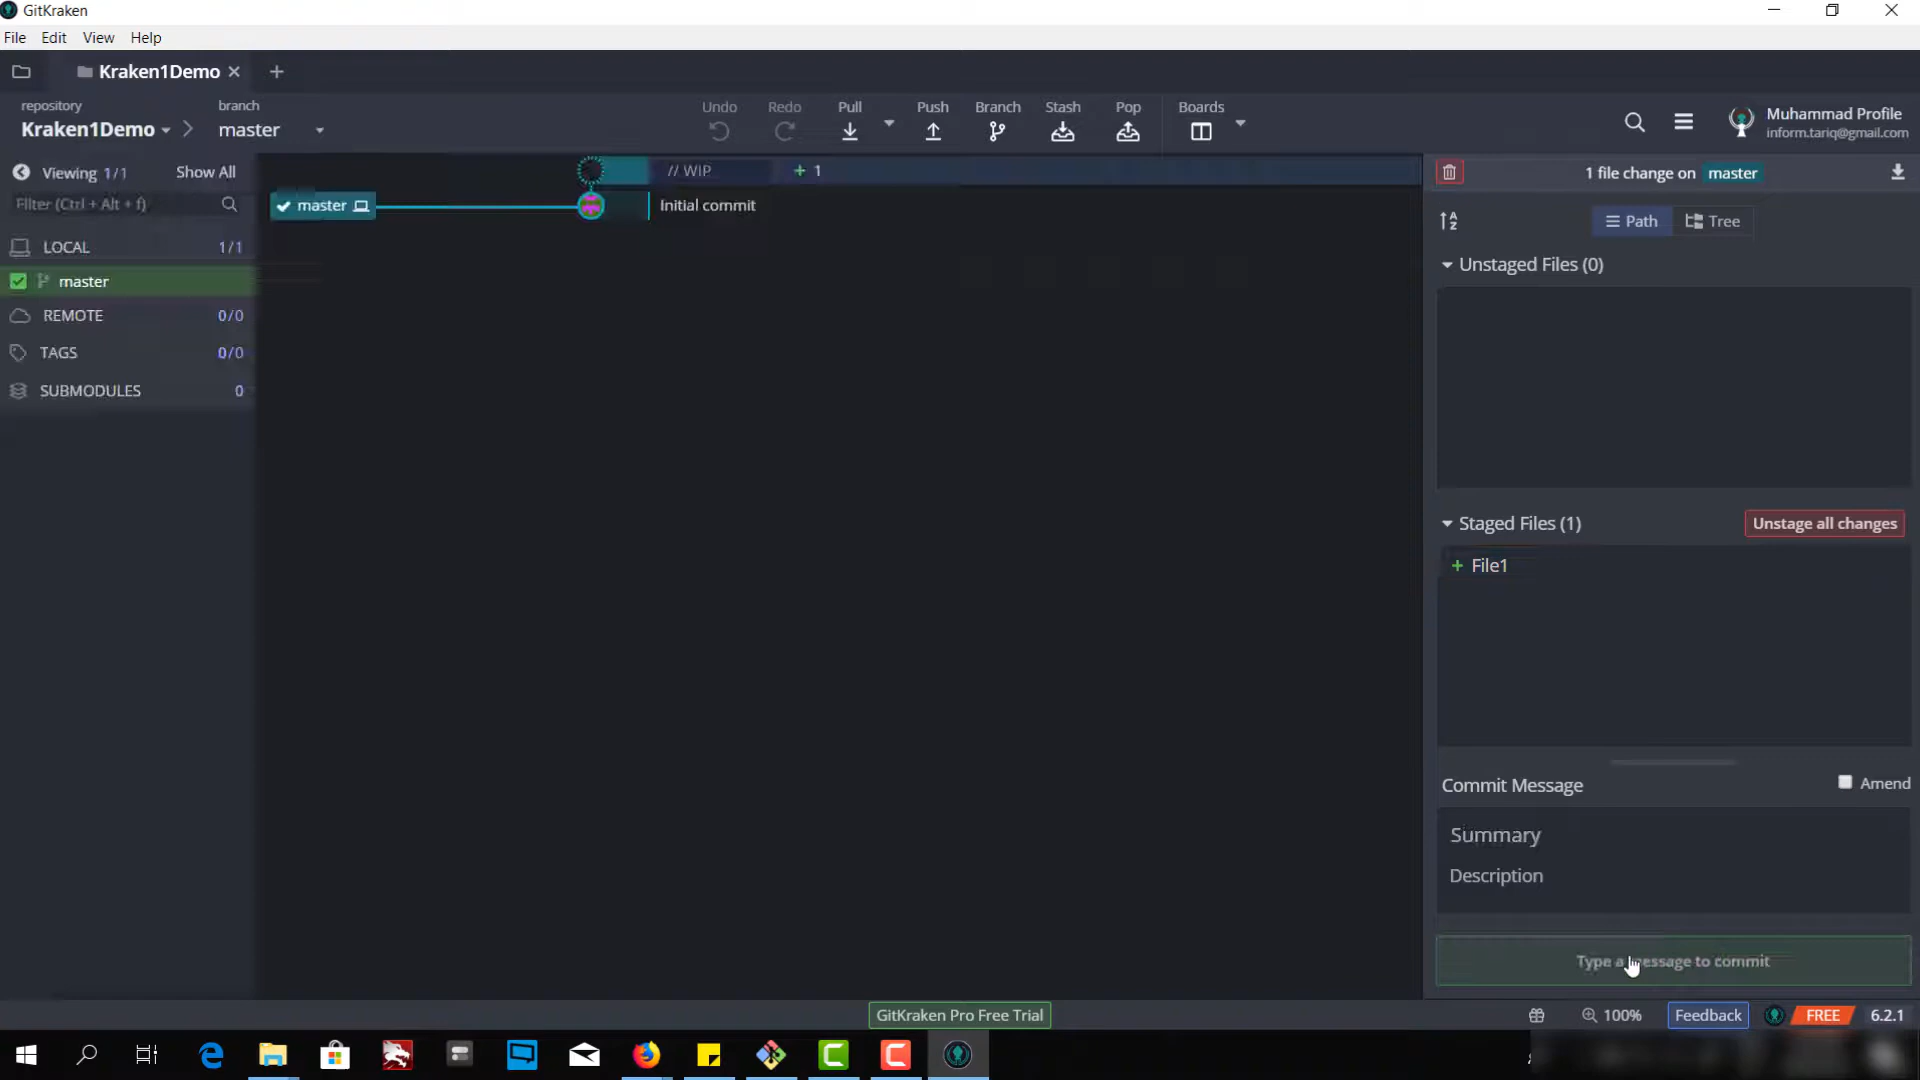 GitKraken
File Edit View Help
Kraken1Demo
repository
Kraken1Demo
branch
master
Undo Redo Pull Push Branch Stash Pop Boards
Muhammad Profile
inform.tariq@gmail.com
Viewing 1/1 Show All
Filter (Ctrl + Alt + f)
LOCAL 1/1
master
REMOTE 0/0
TAGS 0/0
SUBMODULES 0
// WIP + 1
master Initial commit
1 file change on master
Path Tree
Unstaged Files (0)
Staged Files (1) Unstage all changes
+ File1
Commit Message Amend
Summary
Description
Type a message to commit
GitKraken Pro Free Trial 100% Feedback FREE 6.2.1